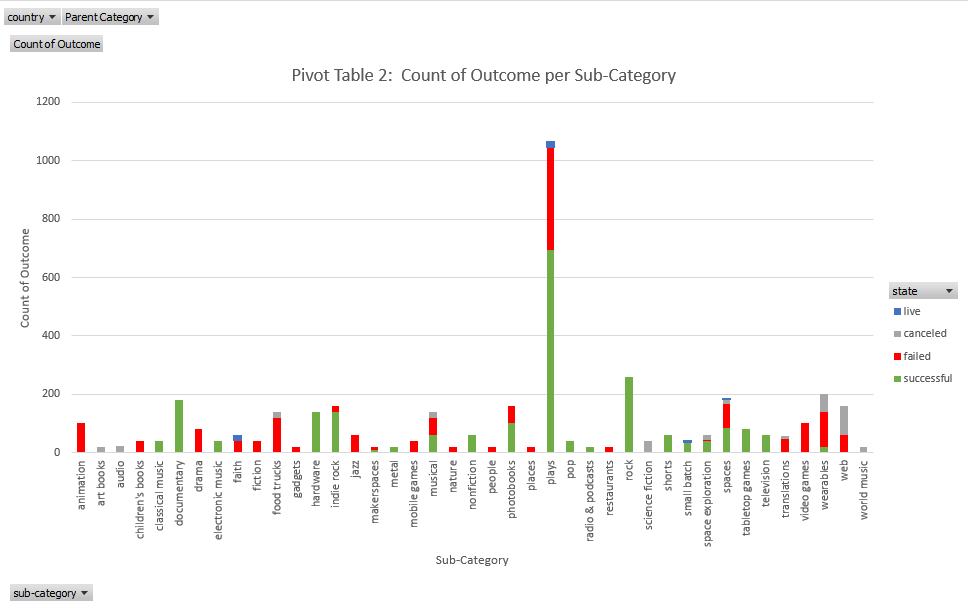 country Parent Category
Count of Outcome
Pivot Table 2:  Count of Outcome per Sub-Category
1200
1000
800
600
400
200
0
Count of Outcome
animation
art books
audio
children's books
classical music
documentary
drama
electronic music
faith
fiction
food trucks
gadgets
hardware
indie rock
jazz
makerspaces
metal
mobile games
musical
nature
nonfiction
people
photobooks
places
plays
pop
radio & podcasts
restaurants
rock
science fiction
shorts
small batch
space exploration
spaces
tabletop games
television
translations
video games
wearables
web
world music
Sub-Category
state
live
canceled
failed
successful
sub-category